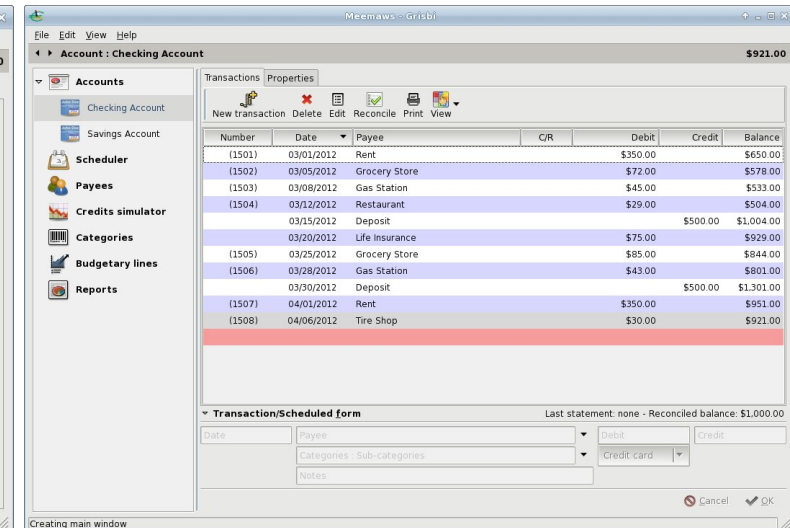 Meemaws - Grisbi
File Edit View Help
Account : Checking Account $921.00
Accounts
Checking Account
Savings Account
Scheduler
Payees
Credits simulator
Categories
Budgetary lines
Reports
Transactions Properties
New transaction Delete Edit Reconcile Print View
Number Date Payee C/R Debit Credit Balance
(1501) 03/01/2012 Rent $350.00 $650.00
(1502) 03/05/2012 Grocery Store $72.00 $578.00
(1503) 03/08/2012 Gas Station $45.00 $533.00
(1504) 03/12/2012 Restaurant $29.00 $504.00
03/15/2012 Deposit $500.00 $1,004.00
03/20/2012 Life Insurance $75.00 $929.00
(1505) 03/25/2012 Grocery Store $85.00 $844.00
(1506) 03/28/2012 Gas Station $43.00 $801.00
03/30/2012 Deposit $500.00 $1,301.00
(1507) 04/01/2012 Rent $350.00 $951.00
(1508) 04/06/2012 Tire Shop $30.00 $921.00
Transaction/Scheduled form Last statement: none - Reconciled balance: $1,000.00
Date Payee Debit Credit
Categories : Sub-categories Credit card
Notes
Cancel OK
Creating main window